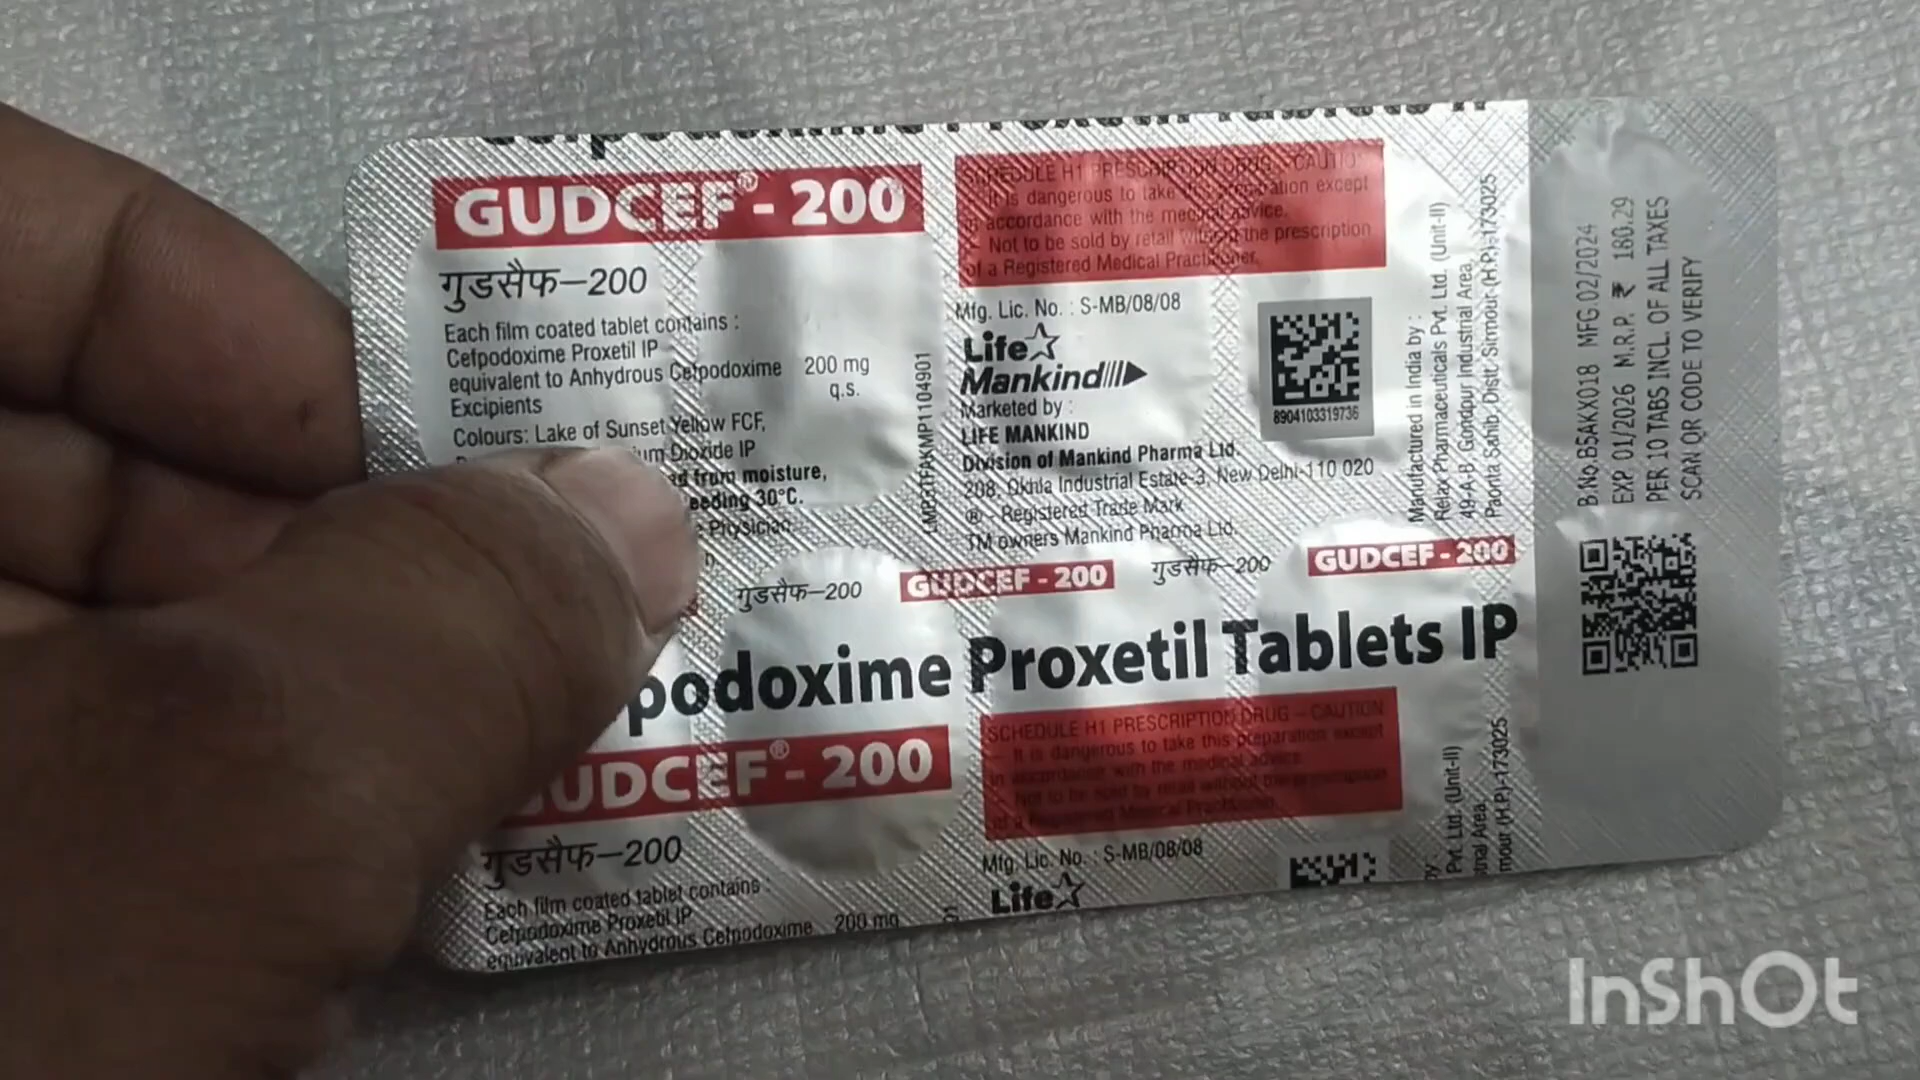 GUDCEF® - 200
गुडसैफ-200
Each film coated tablet contains :
Cefpodoxime Proxetil IP
equivalent to Anhydrous Cefpodoxime 200 mg
Excipients q.s.
Colours: Lake of Sunset Yellow FCF,
Dioxide IP
from moisture,
30°C.
Physician
LMP3TFAKMP1104901
SCHEDULE H1 PRESCRIPTION DRUG - CAUTION
It is dangerous to take this preparation except
in accordance with the medical advice.
Not to be sold by retail without the prescription
of a Registered Medical Practitioner.
Mfg. Lic. No. : S-MB/08/08
Life
Mankind
Marketed by :
LIFE MANKIND
Division of Mankind Pharma Ltd.
208, Okhla Industrial Estate-3, New Delhi-110 020
® - Registered Trade Mark
TM owners Mankind Pharma Ltd.
8904103319736
Manufactured in India by :
Relax Pharmaceuticals Pvt. Ltd. (Unit-II)
49-A-B, Gondpur Industrial Area,
Paonta Sahib, Distt. Sirmour (H.P.)-173025
B.No.B5AKX018 MFG.02/2024
EXP.01/2026 M.R.P. ₹ 180.29
PER 10 TABS INCL. OF ALL TAXES
SCAN QR CODE TO VERIFY
गुडसैफ-200 GUDCEF - 200 गुडसैफ-200 GUDCEF - 200
Proxetil Tablets IP
- 200
गुडसैफ-200
Each film coated tablet contains :
Cefpodoxime Proxetil IP
equivalent to Anhydrous Cefpodoxime 200 mg
SCHEDULE H1 PRESCRIPTION DRUG - CAUTION
It is dangerous to take this preparation except
in accordance with the medical advice.
Not to be sold by retail without the prescription
of a Registered Medical Practitioner.
Mfg. Lic. No. : S-MB/08/08
Life
Pvt. Ltd. (Unit-II)
Area,
(H.P.)-173025
InShOt